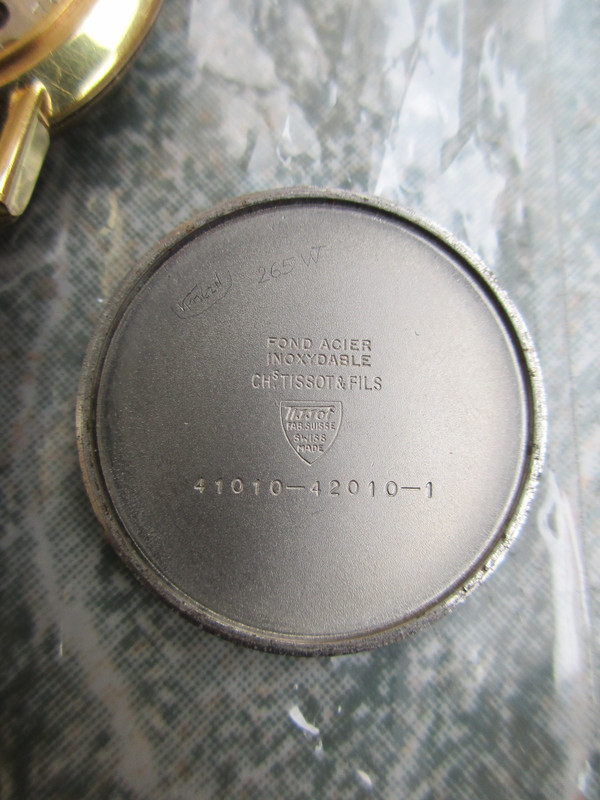 265 W
FOND ACIER
INOXYDABLE
CHS TISSOT & FILS
Tissot
FAB. SUISSE
SWISS
MADE
41010-42010-1